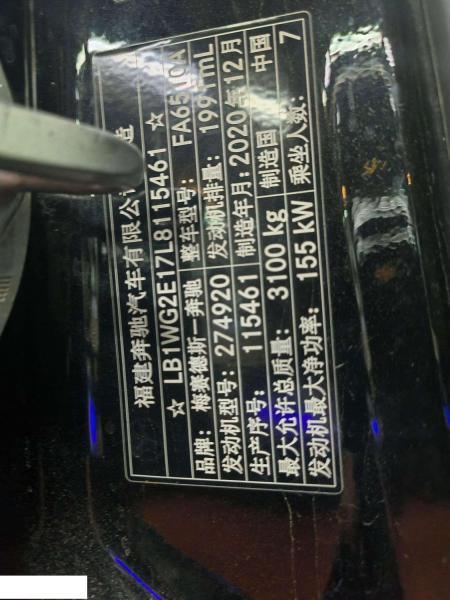 福建奔驰汽车有限公司 造
☆ LB1WG2E17L8115461 ☆
品牌: 梅赛德斯—奔驰 整车型号:
发动机型号: 274920 发动机排量: mL
生产序号: 115461 制造年月: 2020年12月
最大允许总质量: 3100 kg 制造国 中国
发动机最大净功率: 155 kW 乘坐人数: 7